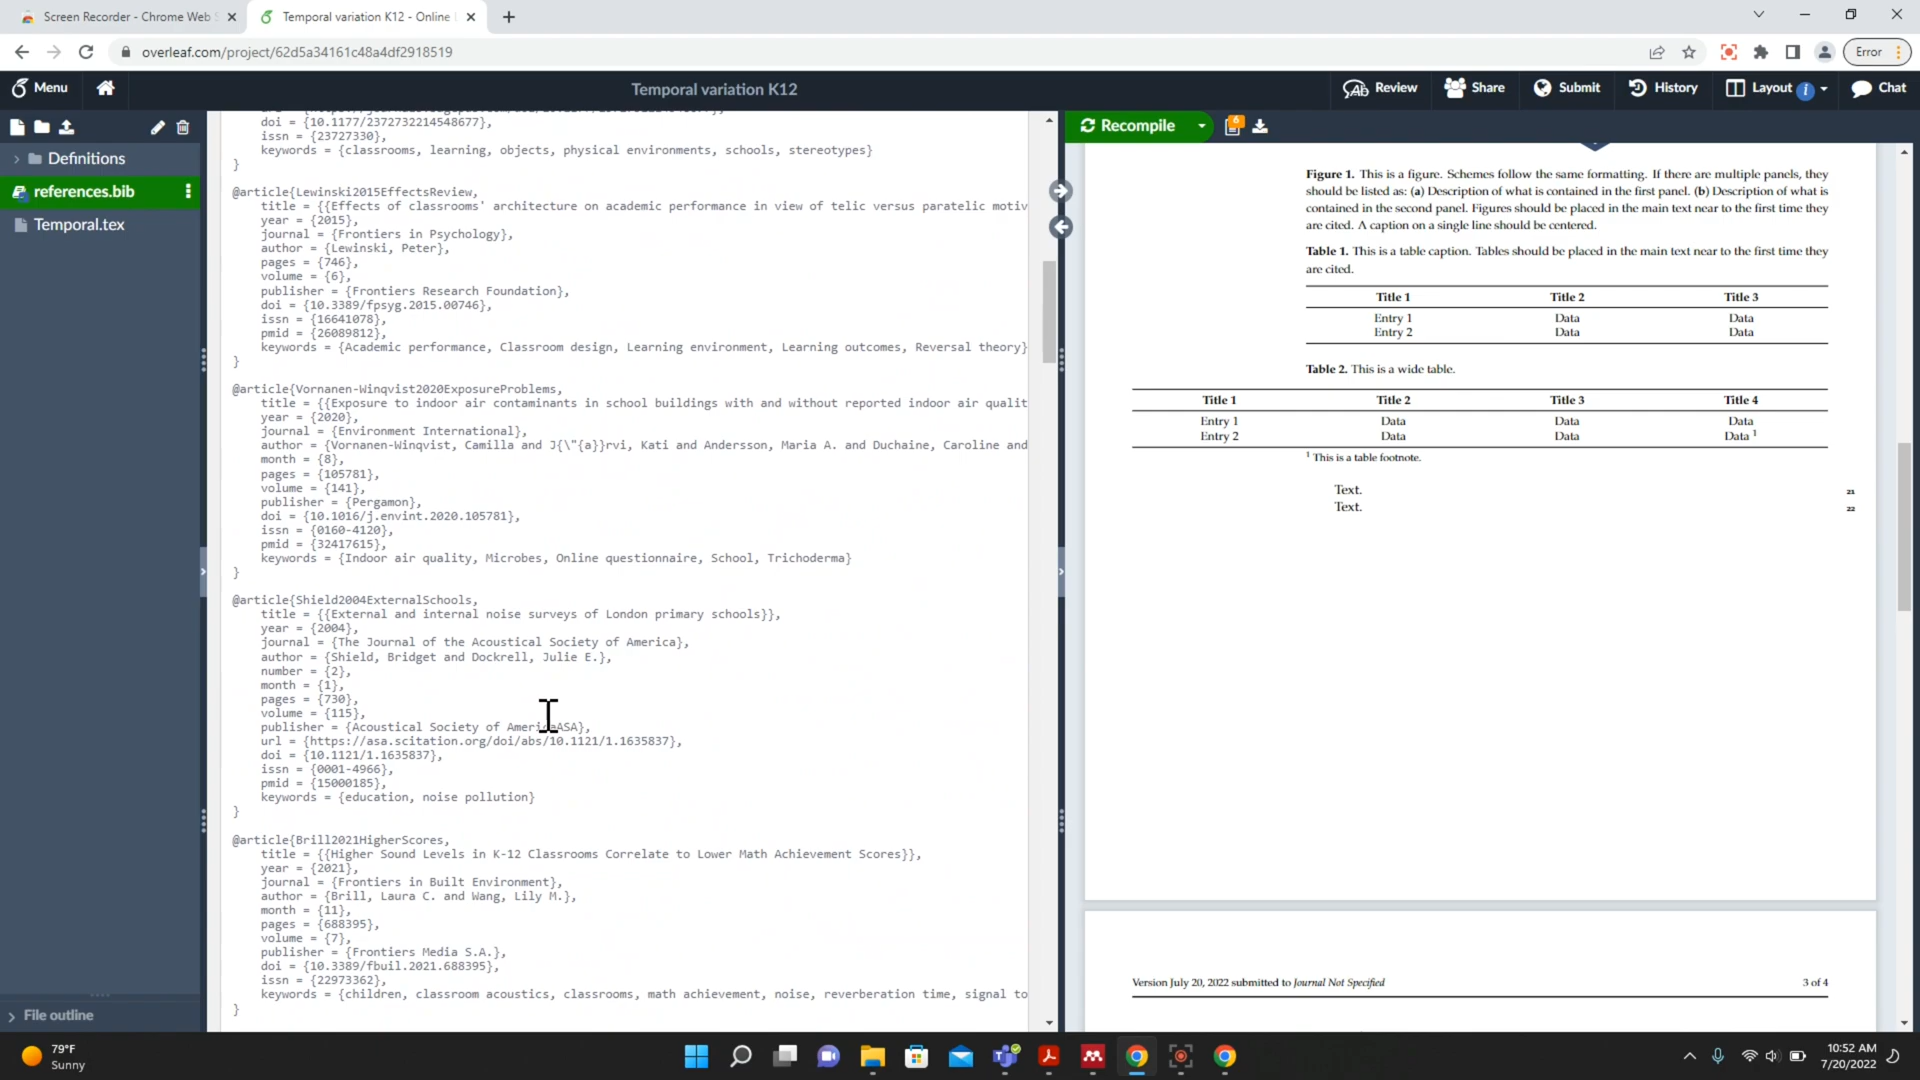 Screen Recorder - Chrome Web S
Temporal variation K12 - Online L
overleaf.com/project/62d5a34161c48a4df2918519
Error
Menu
Temporal variation K12
Review
Share
Submit
History
Layout
i
Chat
Definitions
references.bib
Temporal.tex
File outline
doi = {10.1177/2372732214548677},
issn = {23727330},
keywords = {classrooms, learning, objects, physical environments, schools, stereotypes}
}
@article{Lewinski2015EffectsReview,
title = {{Effects of classrooms' architecture on academic performance in view of telic versus paratelic motiv
year = {2015},
journal = {Frontiers in Psychology},
author = {Lewinski, Peter},
pages = {746},
volume = {6},
publisher = {Frontiers Research Foundation},
doi = {10.3389/fpsyg.2015.00746},
issn = {16641078},
pmid = {26089812},
keywords = {Academic performance, Classroom design, Learning environment, Learning outcomes, Reversal theory}
}
@article{Vornanen-Winqvist2020ExposureProblems,
title = {{Exposure to indoor air contaminants in school buildings with and without reported indoor air qualit
year = {2020},
journal = {Environment International},
author = {Vornanen-Winqvist, Camilla and J{\"{a}}rvi, Kati and Andersson, Maria A. and Duchaine, Caroline and
month = {8},
pages = {105781},
volume = {141},
publisher = {Pergamon},
doi = {10.1016/j.envint.2020.105781},
issn = {0160-4120},
pmid = {32417615},
keywords = {Indoor air quality, Microbes, Online questionnaire, School, Trichoderma}
}
@article{Shield2004ExternalSchools,
title = {{External and internal noise surveys of London primary schools}},
year = {2004},
journal = {The Journal of the Acoustical Society of America},
author = {Shield, Bridget and Dockrell, Julie E.},
number = {2},
month = {1},
pages = {730},
volume = {115},
publisher = {Acoustical Society of AmericaASA},
url = {https://asa.scitation.org/doi/abs/10.1121/1.1635837},
doi = {10.1121/1.1635837},
issn = {0001-4966},
pmid = {15000185},
keywords = {education, noise pollution}
}
@article{Brill2021HigherScores,
title = {{Higher Sound Levels in K-12 Classrooms Correlate to Lower Math Achievement Scores}},
year = {2021},
journal = {Frontiers in Built Environment},
author = {Brill, Laura C. and Wang, Lily M.},
month = {11},
pages = {688395},
volume = {7},
publisher = {Frontiers Media S.A.},
doi = {10.3389/fbuil.2021.688395},
issn = {22973362},
keywords = {children, classroom acoustics, classrooms, math achievement, noise, reverberation time, signal to
}
Recompile
6
Figure 1. This is a figure. Schemes follow the same formatting. If there are multiple panels, they
should be listed as: (a) Description of what is contained in the first panel. (b) Description of what is
contained in the second panel. Figures should be placed in the main text near to the first time they
are cited. A caption on a single line should be centered.
Table 1. This is a table caption. Tables should be placed in the main text near to the first time they
are cited.
Title 1 Title 2 Title 3
Entry 1 Data Data
Entry 2 Data Data
Table 2. This is a wide table.
Title 1 Title 2 Title 3 Title 4
Entry 1 Data Data Data
Entry 2 Data Data Data 1
1 This is a table footnote.
Text. 21
Text. 22
Version July 20, 2022 submitted to Journal Not Specified 3 of 4
79°F
Sunny
10:52 AM
7/20/2022